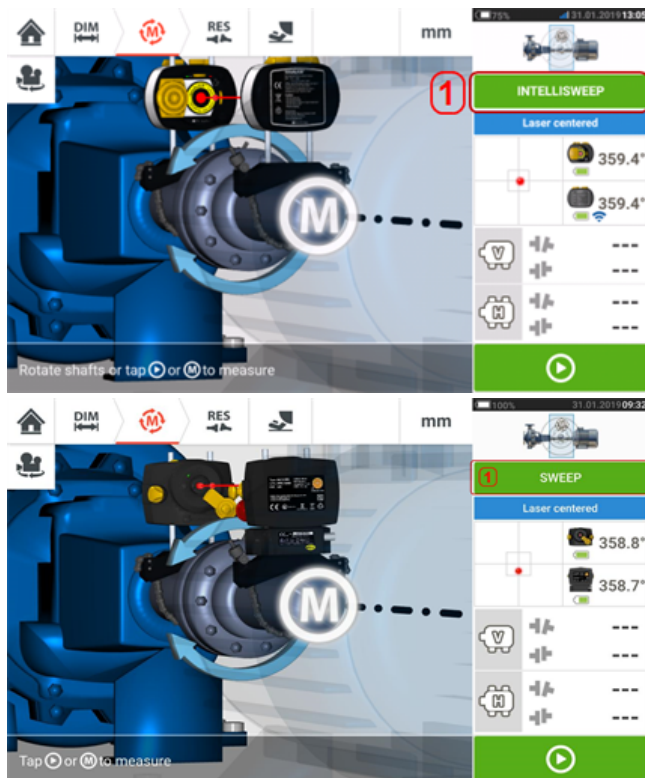 75% 31.01.2019 13:05
DIM M RES mm
1 INTELLISWEEP
Laser centered
359.4°
359.4°
M
V ---
---
H ---
---
Rotate shafts or tap or M to measure
100% 31.01.2019 09:32
DIM M RES mm
1 SWEEP
Laser centered
358.8°
358.7°
M
V ---
---
H ---
---
Tap or M to measure